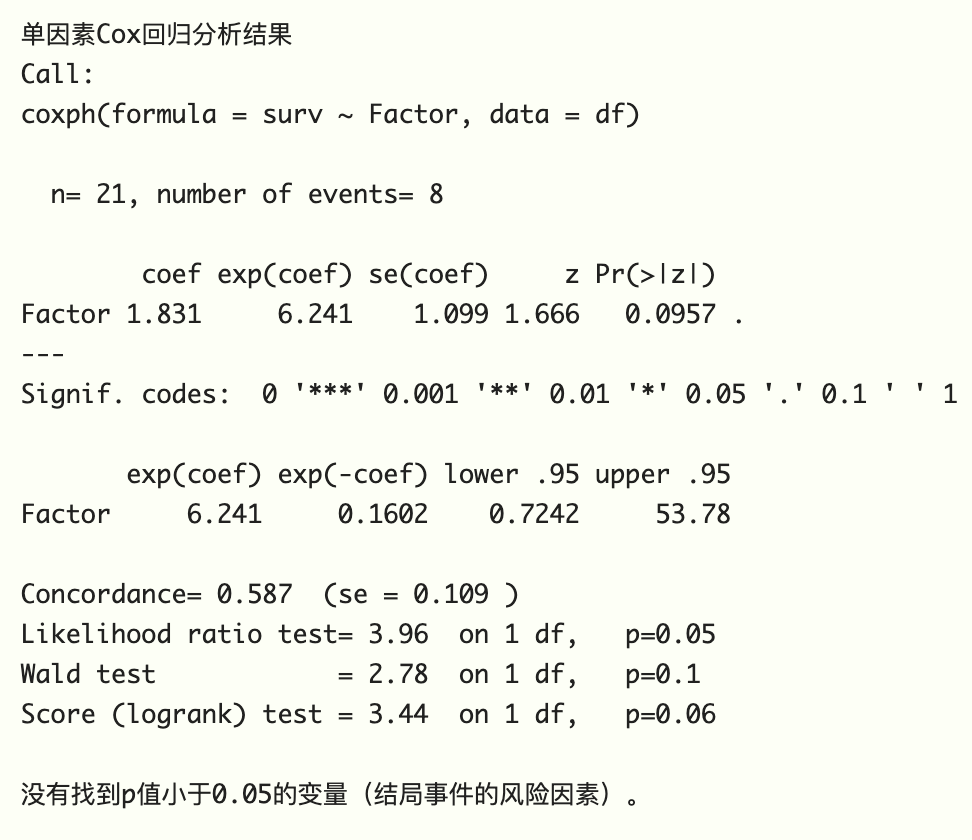 单因素Cox回归分析结果
Call:
coxph(formula = surv ~ Factor, data = df)
n= 21, number of events= 8
coef exp(coef) se(coef) z Pr(>|z|)
Factor 1.831 6.241 1.099 1.666 0.0957 .
---
Signif. codes: 0 '***' 0.001 '**' 0.01 '*' 0.05 '.' 0.1 ' ' 1
exp(coef) exp(-coef) lower .95 upper .95
Factor 6.241 0.1602 0.7242 53.78
Concordance= 0.587 (se = 0.109 )
Likelihood ratio test= 3.96 on 1 df, p=0.05
Wald test = 2.78 on 1 df, p=0.1
Score (logrank) test = 3.44 on 1 df, p=0.06
没有找到p值小于0.05的变量（结局事件的风险因素）。